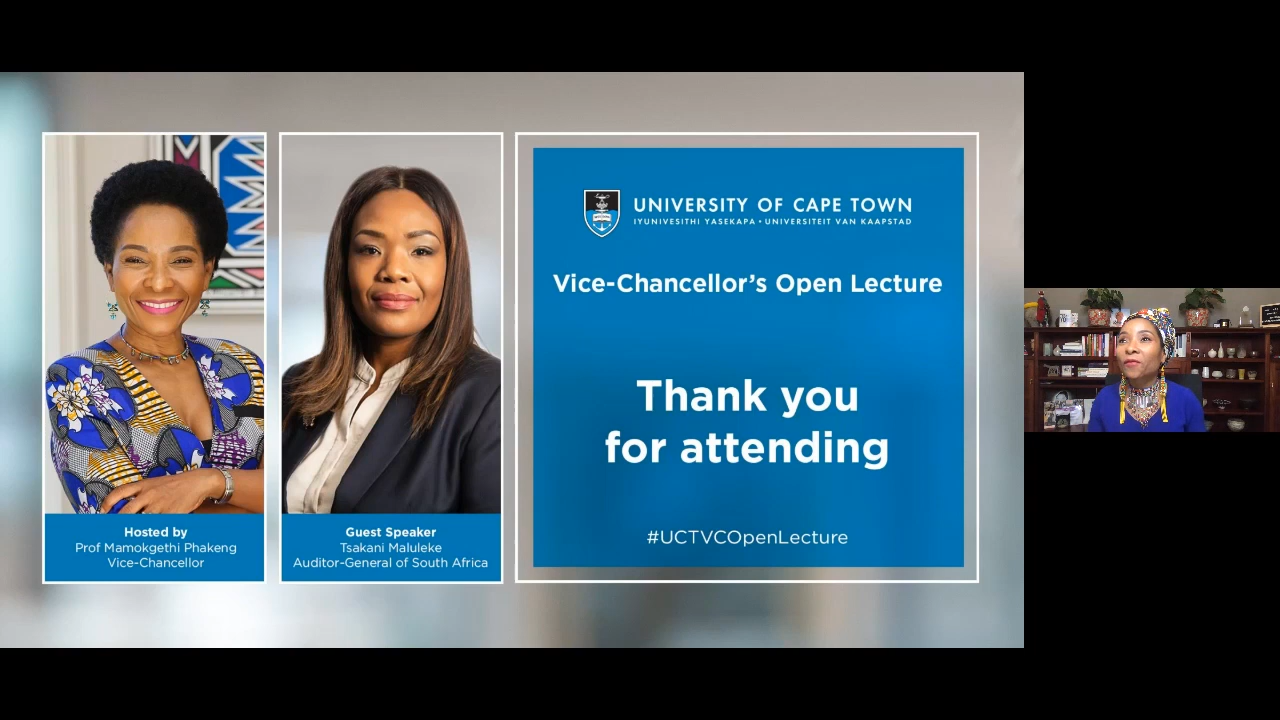 Hosted by
Prof Mamokgethi Phakeng
Vice-Chancellor
Guest Speaker
Tsakani Maluleke
Auditor-General of South Africa
UNIVERSITY OF CAPE TOWN
IYUNIVESITHI YASEKAPA • UNIVERSITEIT VAN KAAPSTAD
Vice-Chancellor's Open Lecture
Thank you
for attending
#UCTVCOpenLecture